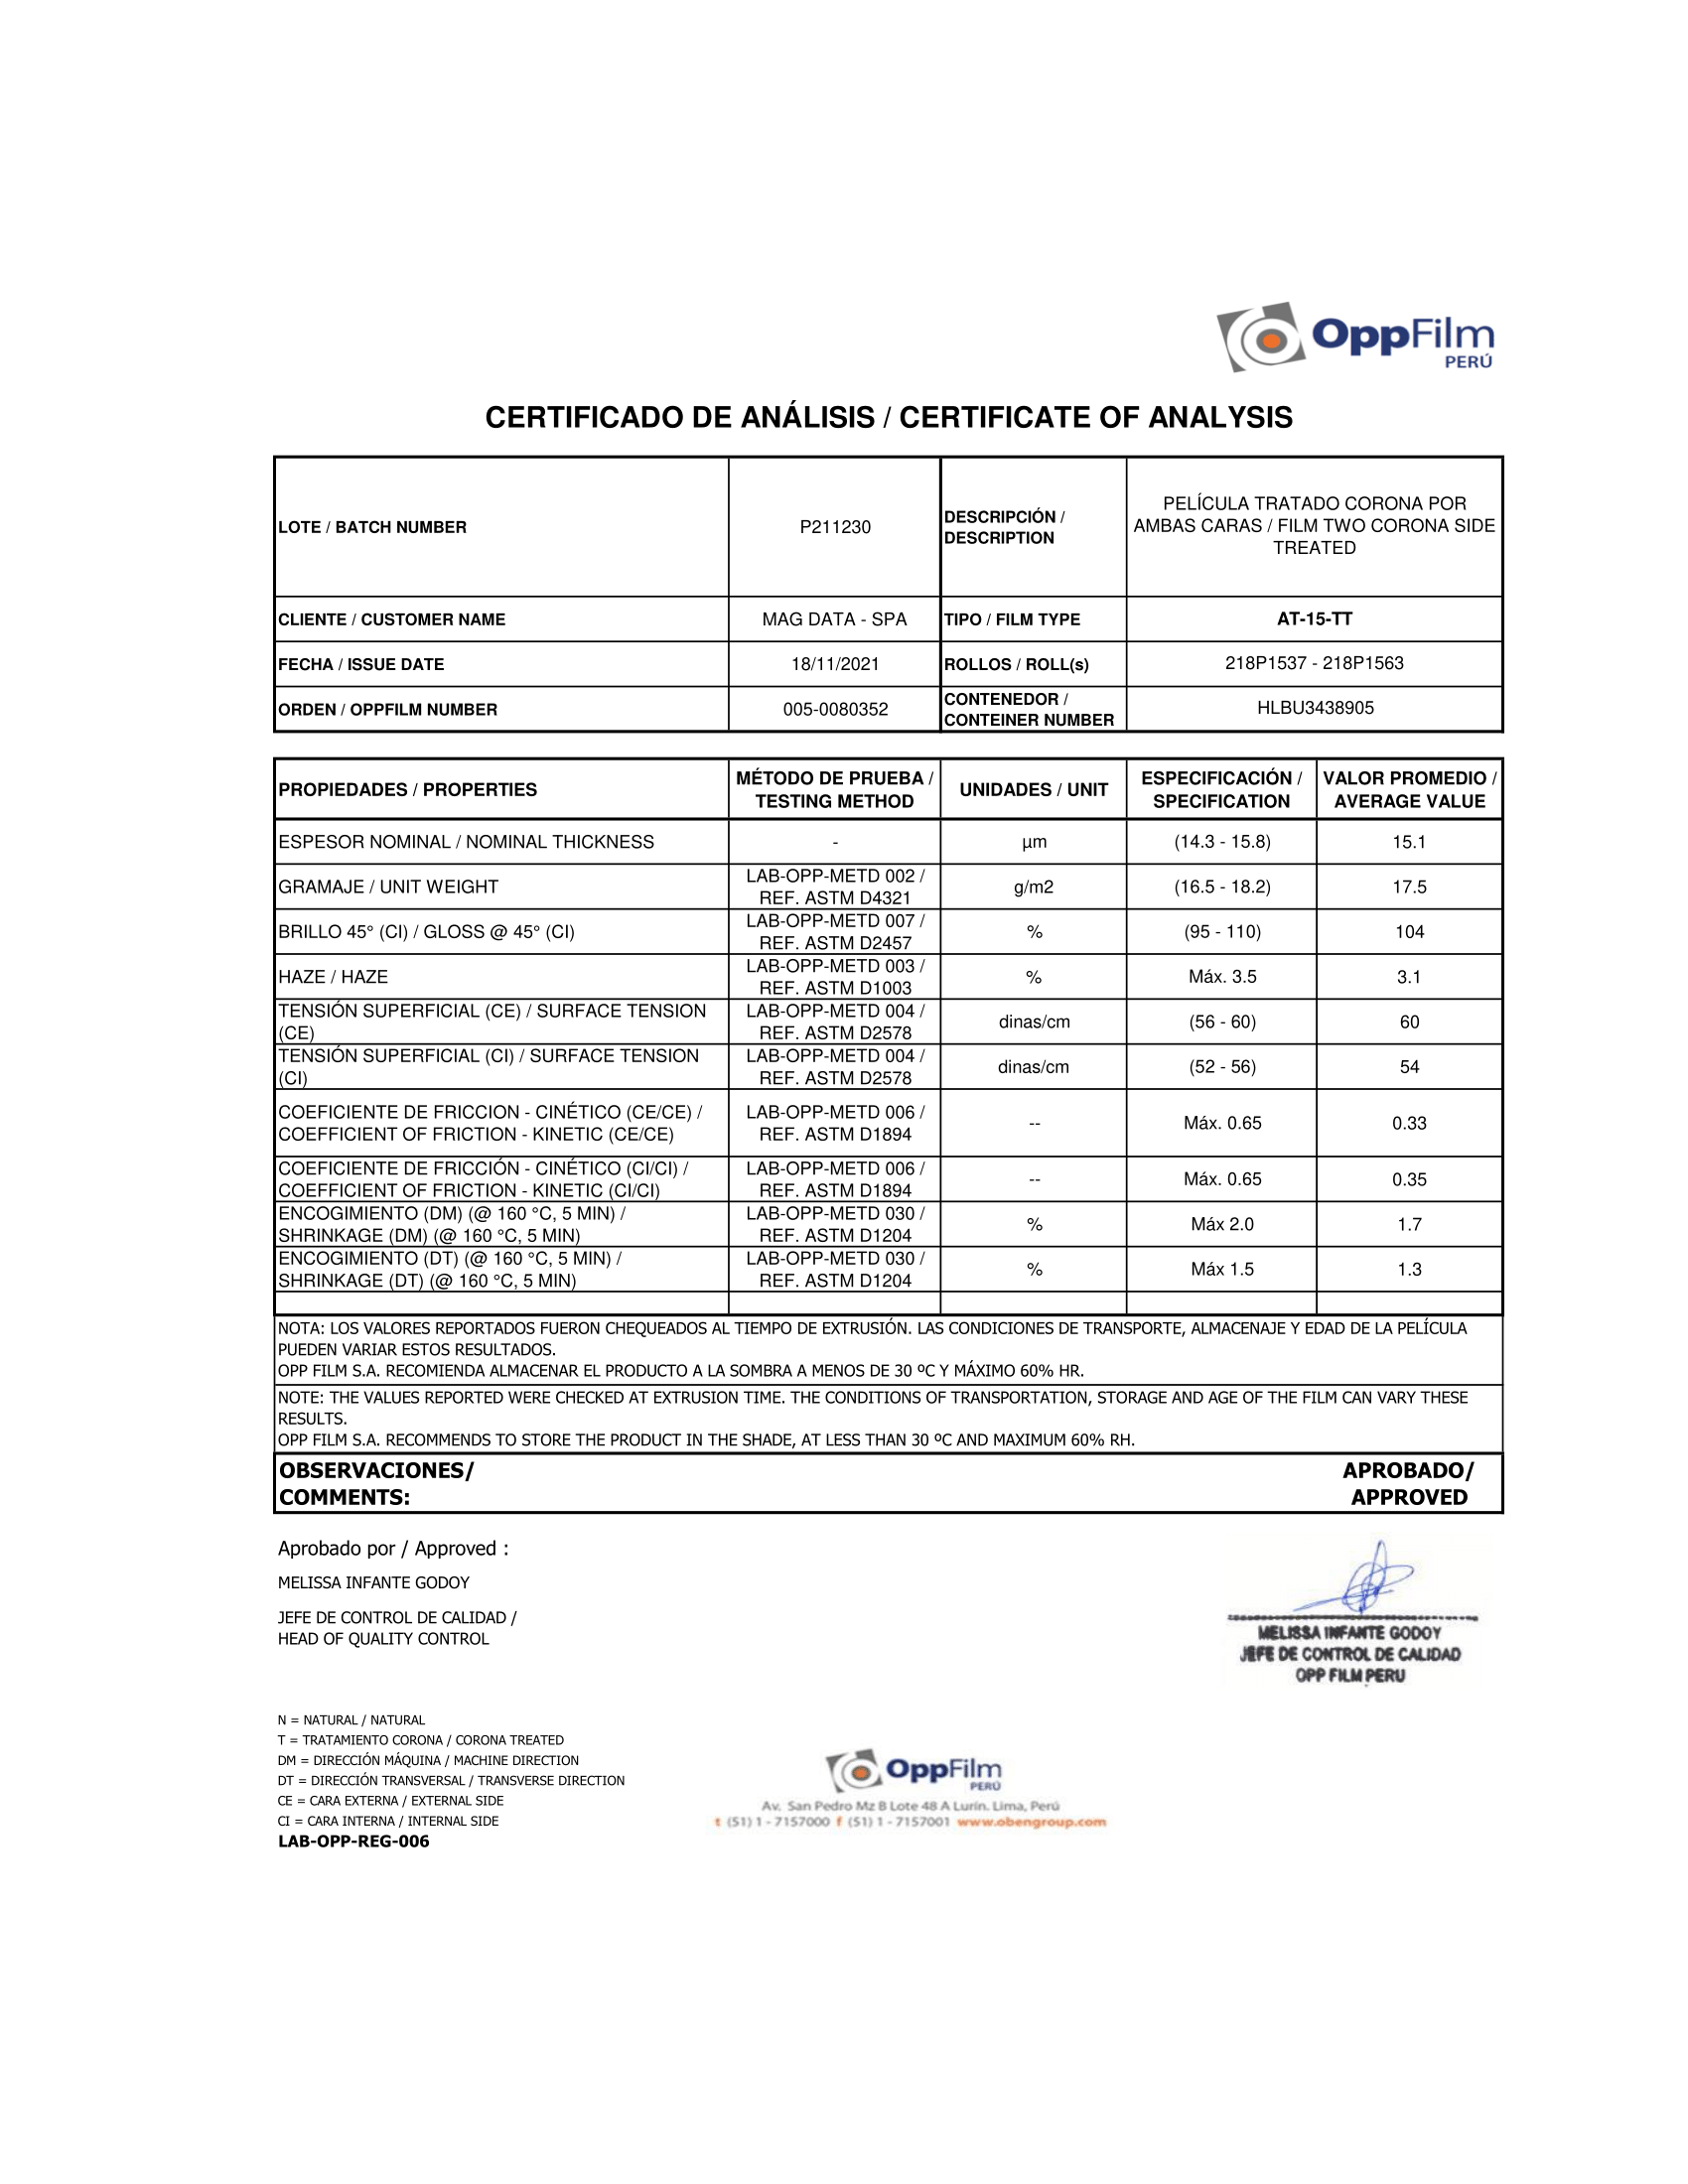 OppFilm
PERÚ
CERTIFICADO DE ANÁLISIS / CERTIFICATE OF ANALYSIS
LOTE / BATCH NUMBER
P211230
DESCRIPCIÓN /
DESCRIPTION
PELÍCULA TRATADO CORONA POR
AMBAS CARAS / FILM TWO CORONA SIDE
TREATED
CLIENTE / CUSTOMER NAME
MAG DATA - SPA
TIPO / FILM TYPE
AT-15-TT
FECHA / ISSUE DATE
18/11/2021
ROLLOS / ROLL(s)
218P1537 - 218P1563
ORDEN / OPPFILM NUMBER
005-0080352
CONTENEDOR /
CONTEINER NUMBER
HLBU3438905
PROPIEDADES / PROPERTIES
MÉTODO DE PRUEBA /
TESTING METHOD
UNIDADES / UNIT
ESPECIFICACIÓN /
SPECIFICATION
VALOR PROMEDIO /
AVERAGE VALUE
ESPESOR NOMINAL / NOMINAL THICKNESS
-
µm
(14.3 - 15.8)
15.1
GRAMAJE / UNIT WEIGHT
LAB-OPP-METD 002 /
REF. ASTM D4321
g/m2
(16.5 - 18.2)
17.5
BRILLO 45° (CI) / GLOSS @ 45° (CI)
LAB-OPP-METD 007 /
REF. ASTM D2457
%
(95 - 110)
104
HAZE / HAZE
LAB-OPP-METD 003 /
REF. ASTM D1003
%
Máx. 3.5
3.1
TENSIÓN SUPERFICIAL (CE) / SURFACE TENSION
(CE)
LAB-OPP-METD 004 /
REF. ASTM D2578
dinas/cm
(56 - 60)
60
TENSIÓN SUPERFICIAL (CI) / SURFACE TENSION
(CI)
LAB-OPP-METD 004 /
REF. ASTM D2578
dinas/cm
(52 - 56)
54
COEFICIENTE DE FRICCION - CINÉTICO (CE/CE) /
COEFFICIENT OF FRICTION - KINETIC (CE/CE)
LAB-OPP-METD 006 /
REF. ASTM D1894
--
Máx. 0.65
0.33
COEFICIENTE DE FRICCIÓN - CINÉTICO (CI/CI) /
COEFFICIENT OF FRICTION - KINETIC (CI/CI)
LAB-OPP-METD 006 /
REF. ASTM D1894
--
Máx. 0.65
0.35
ENCOGIMIENTO (DM) (@ 160 °C, 5 MIN) /
SHRINKAGE (DM) (@ 160 °C, 5 MIN)
LAB-OPP-METD 030 /
REF. ASTM D1204
%
Máx 2.0
1.7
ENCOGIMIENTO (DT) (@ 160 °C, 5 MIN) /
SHRINKAGE (DT) (@ 160 °C, 5 MIN)
LAB-OPP-METD 030 /
REF. ASTM D1204
%
Máx 1.5
1.3
NOTA: LOS VALORES REPORTADOS FUERON CHEQUEADOS AL TIEMPO DE EXTRUSIÓN. LAS CONDICIONES DE TRANSPORTE, ALMACENAJE Y EDAD DE LA PELÍCULA
PUEDEN VARIAR ESTOS RESULTADOS.
OPP FILM S.A. RECOMIENDA ALMACENAR EL PRODUCTO A LA SOMBRA A MENOS DE 30 ºC Y MÁXIMO 60% HR.
NOTE: THE VALUES REPORTED WERE CHECKED AT EXTRUSION TIME. THE CONDITIONS OF TRANSPORTATION, STORAGE AND AGE OF THE FILM CAN VARY THESE
RESULTS.
OPP FILM S.A. RECOMMENDS TO STORE THE PRODUCT IN THE SHADE, AT LESS THAN 30 ºC AND MAXIMUM 60% RH.
OBSERVACIONES/
COMMENTS:
APROBADO/
APPROVED
Aprobado por / Approved :
MELISSA INFANTE GODOY
JEFE DE CONTROL DE CALIDAD /
HEAD OF QUALITY CONTROL
MELISSA INFANTE GODOY
JEFE DE CONTROL DE CALIDAD
OPP FILM PERU
N = NATURAL / NATURAL
T = TRATAMIENTO CORONA / CORONA TREATED
DM = DIRECCIÓN MÁQUINA / MACHINE DIRECTION
DT = DIRECCIÓN TRANSVERSAL / TRANSVERSE DIRECTION
CE = CARA EXTERNA / EXTERNAL SIDE
CI = CARA INTERNA / INTERNAL SIDE
LAB-OPP-REG-006
OppFilm
PERÚ
Av. San Pedro Mz B Lote 48 A Lurín. Lima, Perú
t (51) 1 - 7157000 f (51) 1 - 7157001 www.obengroup.com